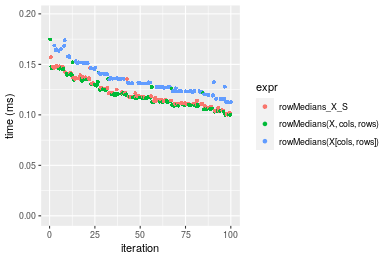 0.20
0.15
0.10
0.05
0.00
time (ms)
0 25 50 75 100
iteration
expr
rowMedians_X_S
rowMedians(X, cols, rows)
rowMedians(X[cols, rows])